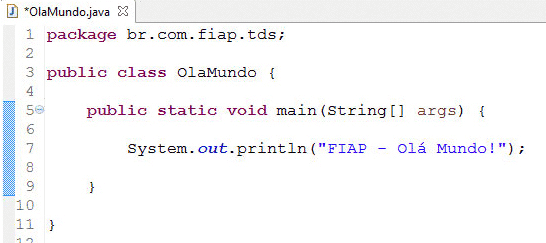 *OlaMundo.java
1 package br.com.fiap.tds;
2
3 public class OlaMundo {
4
5 public static void main(String[] args) {
6
7 System.out.println("FIAP - Olá Mundo!");
8
9 }
10
11 }
12